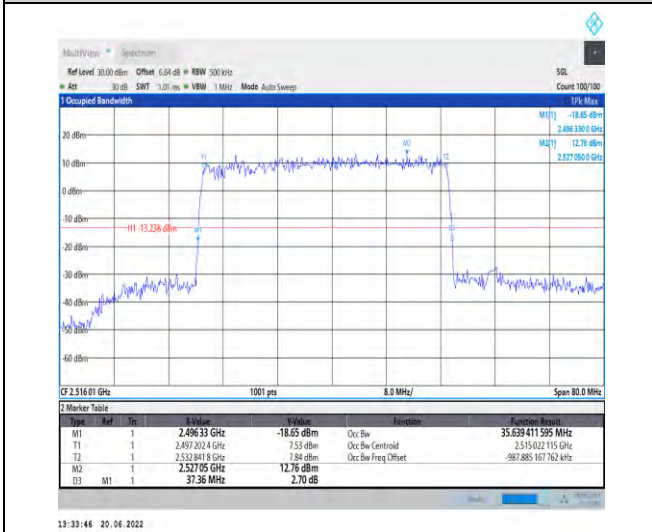 MultiView Spectrum
Ref Level 30.00 dBm Offset 6.64 dB RBW 500 kHz SGL
Att 30 dB SWT 1.01 ms VBW 1 MHz Mode Auto Sweep Count 100/100
1 Occupied Bandwidth 1Pk Max
M1[1] -18.65 dBm
2.496 330 0 GHz
M2[1] 12.76 dBm
2.527 050 0 GHz
20 dBm
M2
T1 T2
10 dBm
0 dBm
-10 dBm
H1 -13.236 dBm M1 D3
-20 dBm
-30 dBm
-40 dBm
-50 dBm
-60 dBm
CF 2.516 01 GHz 1001 pts 8.0 MHz/ Span 80.0 MHz
2 Marker Table
Type Ref Trc X-Value Y-Value Function Function Result
M1 1 2.496 33 GHz -18.65 dBm Occ Bw 35.639 411 595 MHz
T1 1 2.497 202 4 GHz 7.53 dBm Occ Bw Centroid 2.515 022 115 GHz
T2 1 2.532 841 8 GHz 7.84 dBm Occ Bw Freq Offset -987.885 167 762 kHz
M2 1 2.527 05 GHz 12.76 dBm
D3 M1 1 37.36 MHz 2.70 dB
13:33:46 20.06.2022